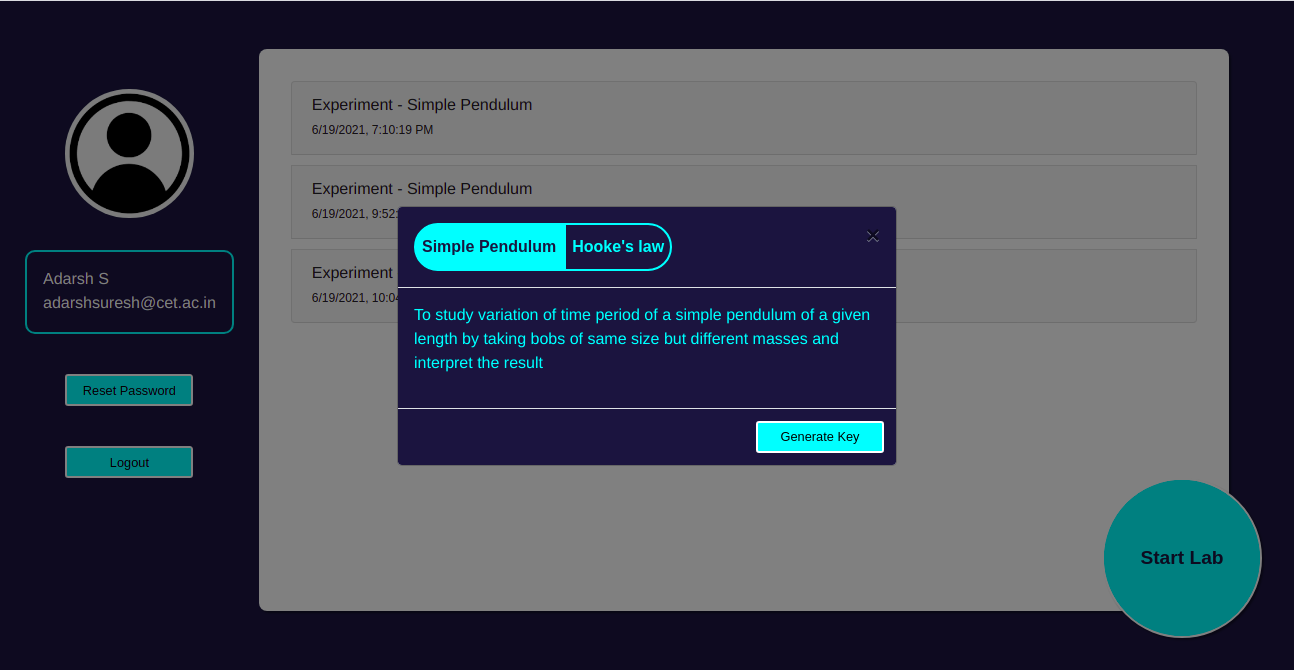 Adarsh S
adarshsuresh@cet.ac.in
Reset Password
Logout
Experiment - Simple Pendulum
6/19/2021, 7:10:19 PM
Experiment - Simple Pendulum
6/19/2021, 9:52:
Experiment
6/19/2021, 10:04
Simple Pendulum Hooke's law ×
To study variation of time period of a simple pendulum of a given
length by taking bobs of same size but different masses and
interpret the result
Generate Key
Start Lab